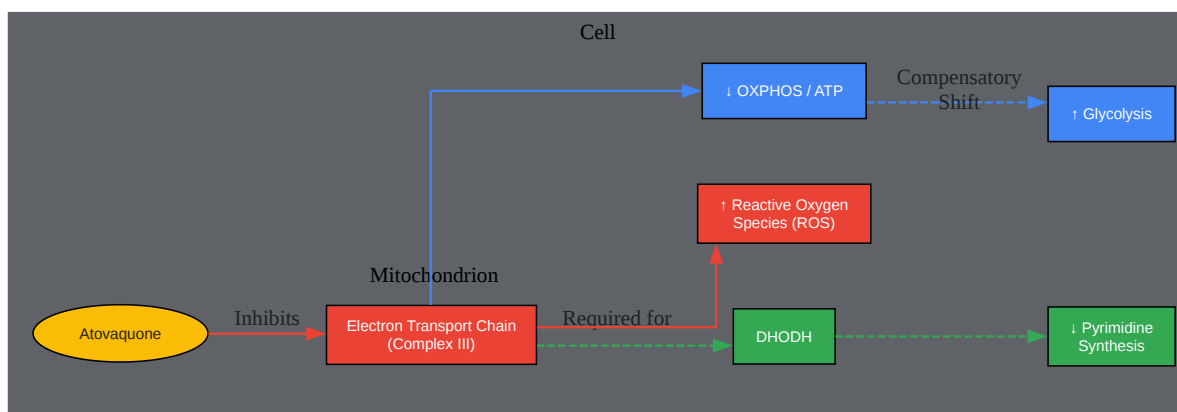 Cell
↓ OXPHOS / ATP
Compensatory
Shift
↑ Glycolysis
↑ Reactive Oxygen
Species (ROS)
Mitochondrion
Atovaquone
Inhibits
Electron Transport Chain
(Complex III)
Required for
DHODH
↓ Pyrimidine
Synthesis